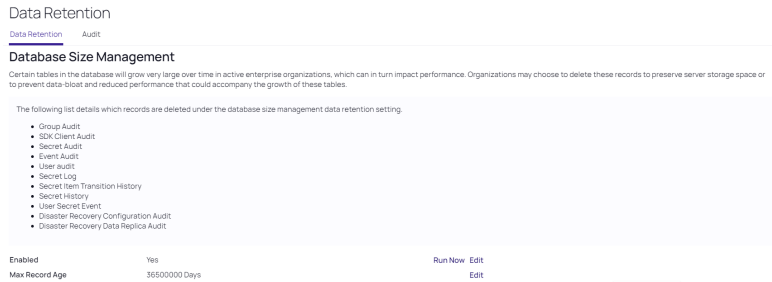 Data Retention
Data Retention Audit
Database Size Management
Certain tables in the database will grow very large over time in active enterprise organizations, which can in turn impact performance. Organizations may choose to delete these records to preserve server storage space or
to prevent data-bloat and reduced performance that could accompany the growth of these tables.
The following list details which records are deleted under the database size management data retention setting.
• Group Audit
• SDK Client Audit
• Secret Audit
• Event Audit
• User audit
• Secret Log
• Secret Item Transition History
• Secret History
• User Secret Event
• Disaster Recovery Configuration Audit
• Disaster Recovery Data Replica Audit
Enabled Yes Run Now Edit
Max Record Age 36500000 Days Edit